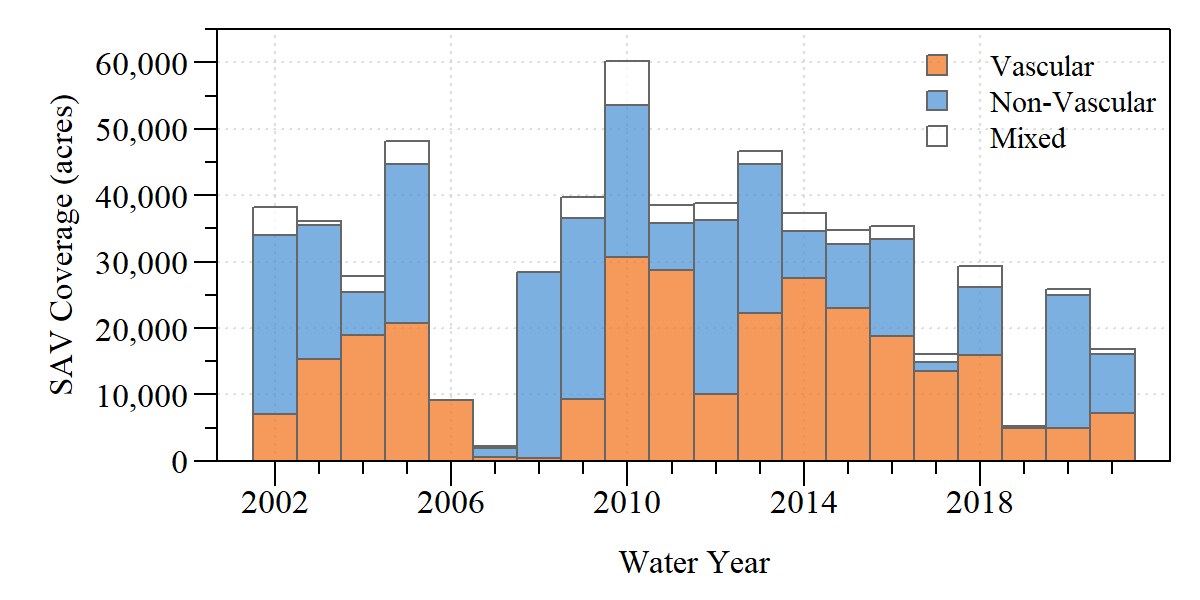 SAV Coverage (acres)
60,000
50,000
40,000
30,000
20,000
10,000
0
Vascular
Non-Vascular
Mixed
2002 2006 2010 2014 2018
Water Year